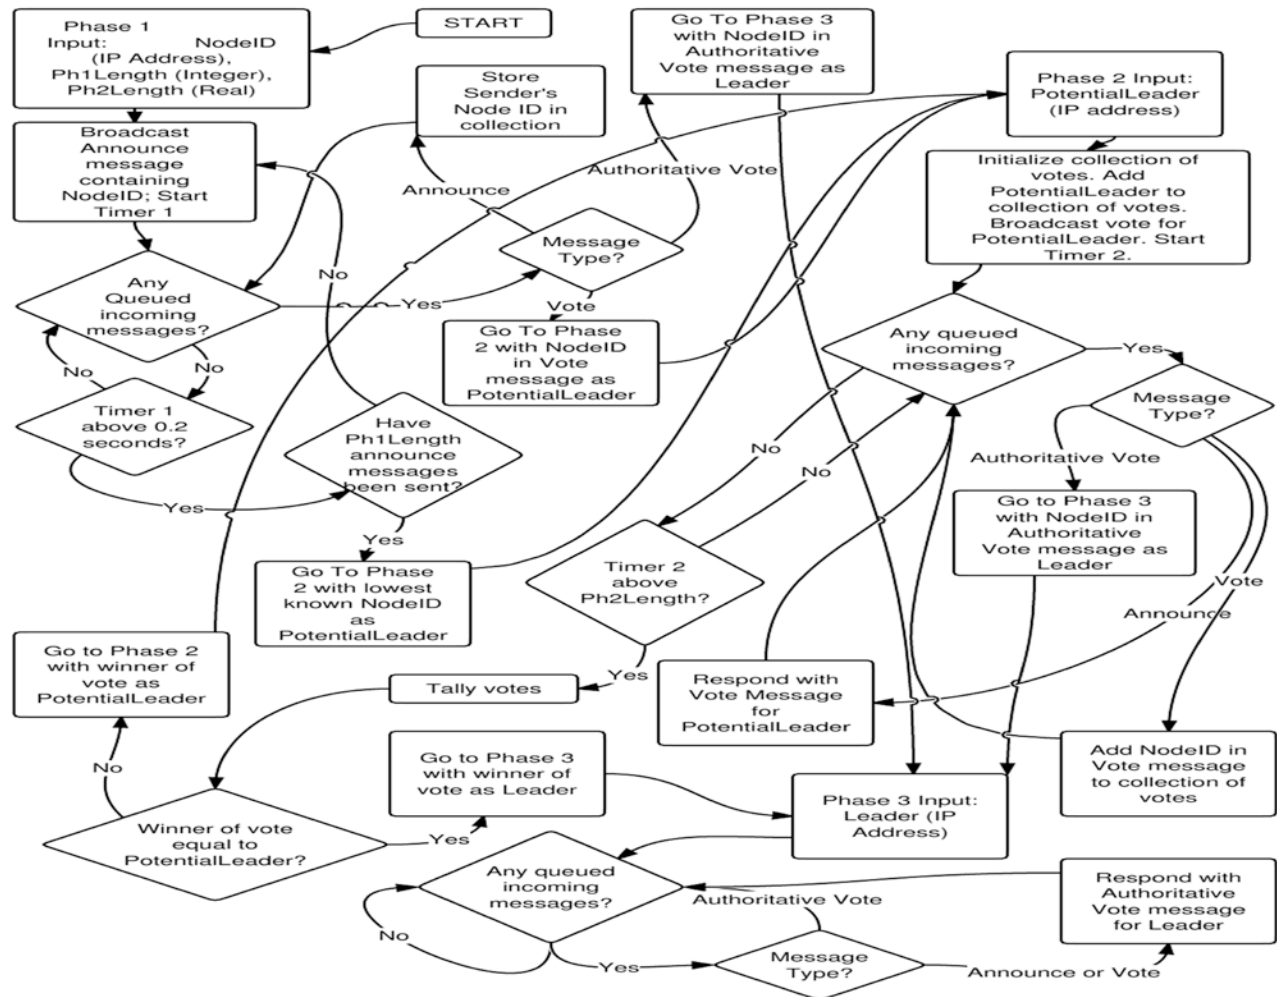 Phase 1
Input: NodeID
(IP Address),
Ph1Length (Integer),
Ph2Length (Real)
START
Go To Phase 3
with NodeID in
Authoritative
Vote message as
Leader
Store
Sender's
Node ID in
collection
Phase 2 Input:
PotentialLeader
(IP address)
Broadcast
Announce
message
containing
NodeID; Start
Timer 1
Announce
Authoritative Vote
Initialize collection of
votes. Add
PotentialLeader to
collection of votes.
Broadcast vote for
PotentialLeader. Start
Timer 2.
Message
Type?
No
Any
Queued
incoming
messages?
Yes
Vote
Go To Phase
2 with NodeID
in Vote
message as
PotentialLeader
Any queued
incoming
messages?
Yes
No
No
Timer 1
above 0.2
seconds?
Have
Ph1Length
announce
messages
been sent?
Message
Type?
No
No
Authoritative Vote
Yes
Yes
Go to Phase 3
with NodeID in
Authoritative
Vote message as
Leader
Go To Phase
2 with lowest
known NodeID
as
PotentialLeader
Timer 2
above
Ph2Length?
Vote
Announce
Go to Phase 2
with winner of
vote as
PotentialLeader
Yes
Tally votes
Respond with
Vote Message
for
PotentialLeader
Add NodeID in
Vote message
to collection of
votes
No
Go to Phase 3
with winner of
vote as Leader
Phase 3 Input:
Leader (IP
Address)
Winner of vote
equal to
PotentialLeader?
Yes
Any queued
incoming
messages?
Authoritative Vote
Respond with
Authoritative
Vote message
for Leader
No
Yes
Message
Type?
Announce or Vote